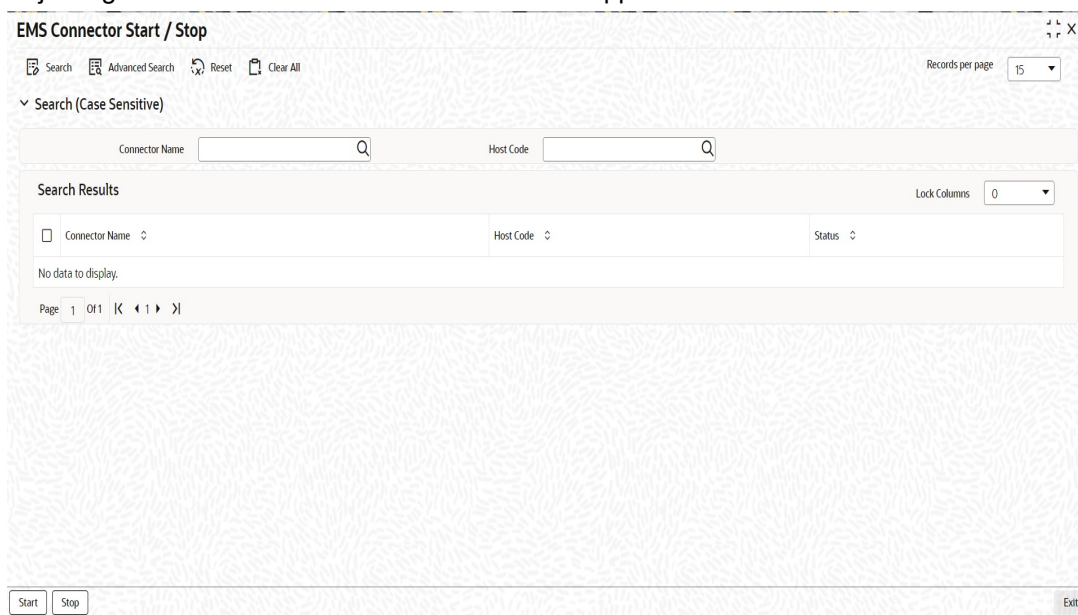 EMS Connector Start / Stop
Search Advanced Search Reset Clear All Records per page 15
Search (Case Sensitive)
Connector Name Host Code
Search Results Lock Columns 0
Connector Name Host Code Status
No data to display.
Page 1 Of 1 1
Start Stop Exit